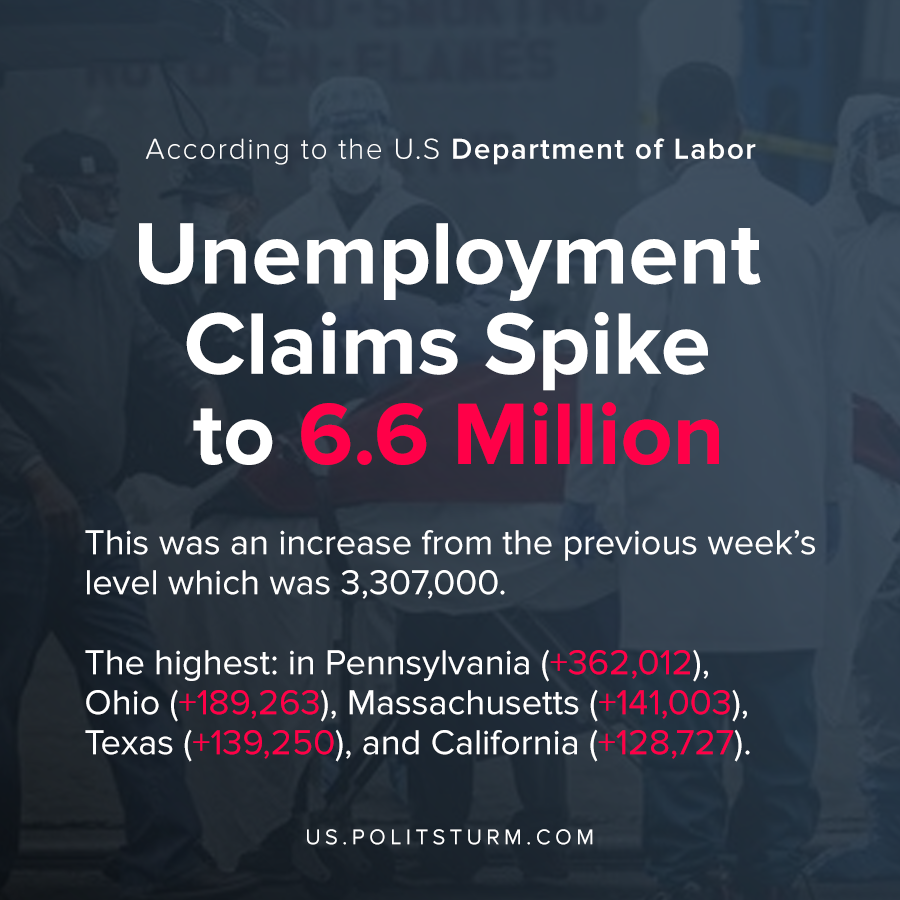 According to the U.S Department of Labor
Unemployment
Claims Spike
to 6.6 Million
This was an increase from the previous week’s
level which was 3,307,000.
The highest: in Pennsylvania (+362,012),
Ohio (+189,263), Massachusetts (+141,003),
Texas (+139,250), and California (+128,727).
US.POLITSTURM.COM